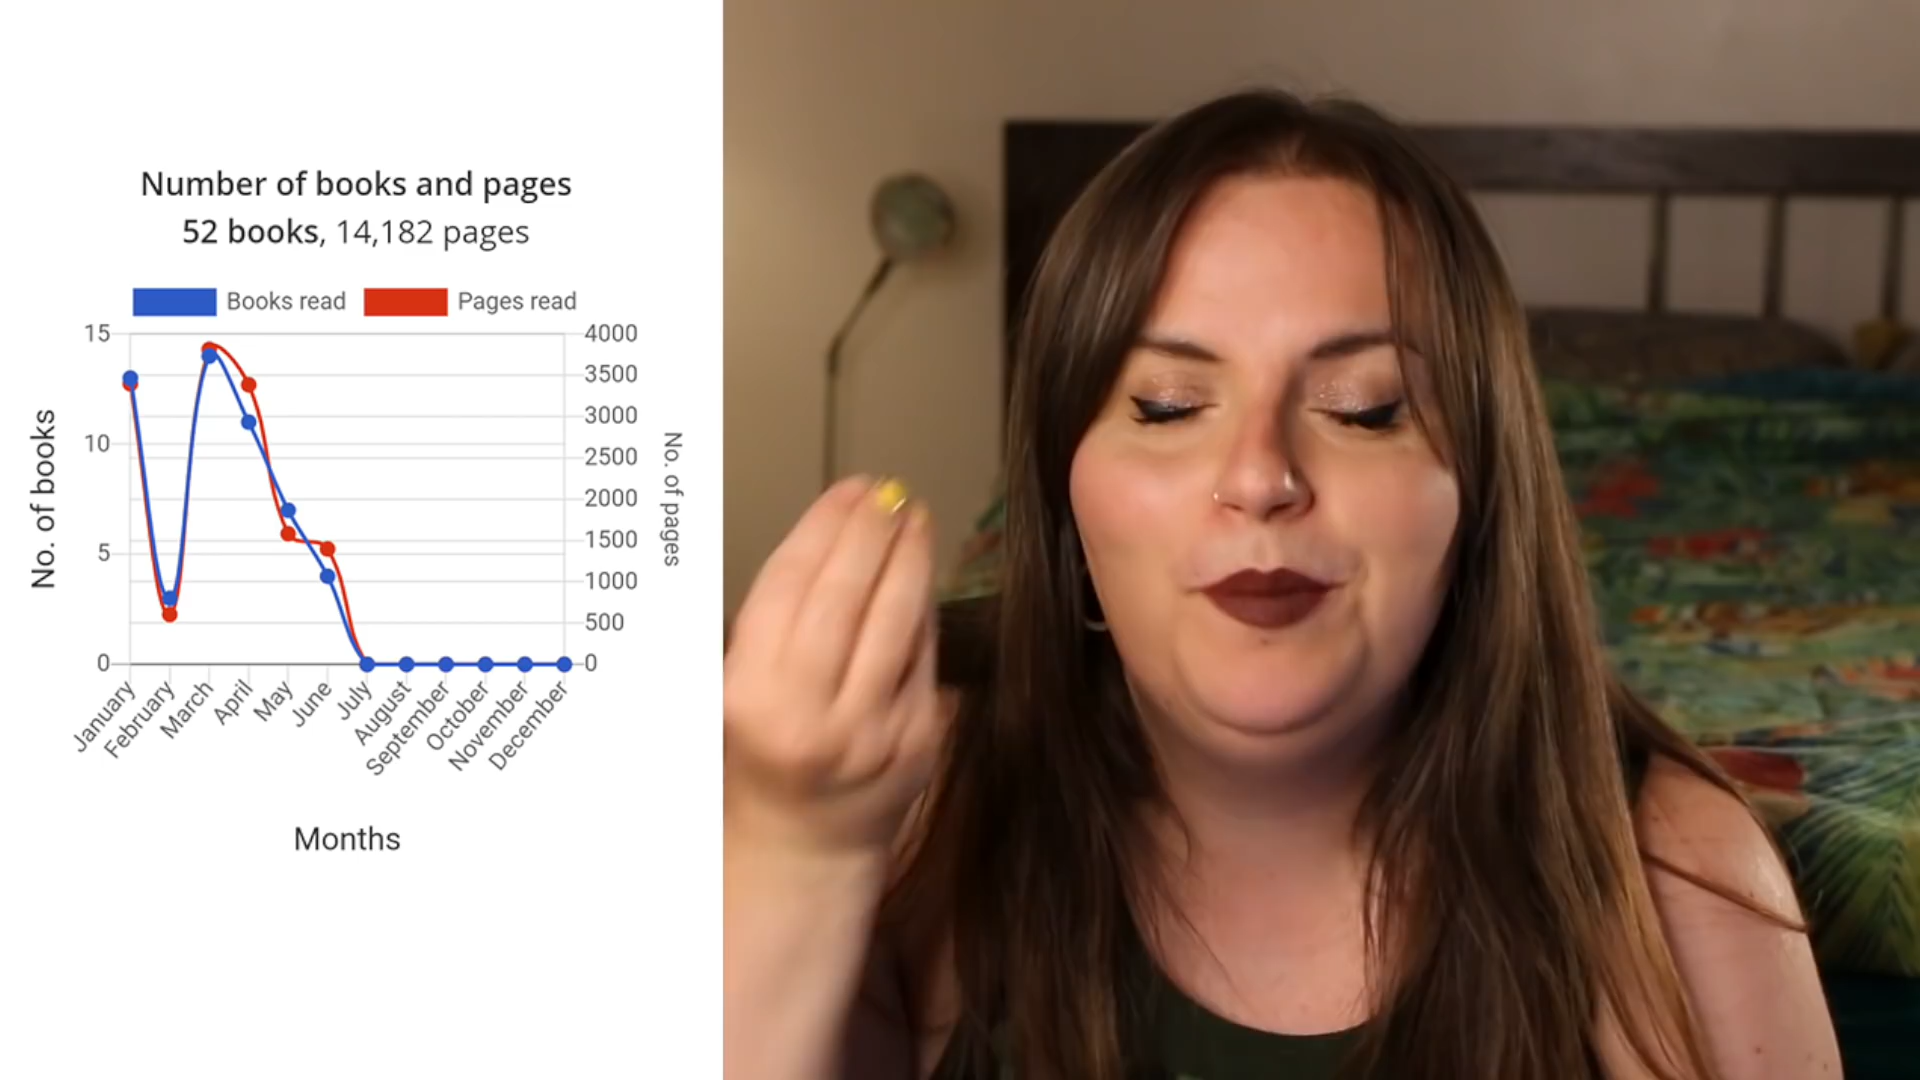 Number of books and pages
52 books, 14,182 pages
Books read
Pages read
15
10
5
0
No. of books
4000
3500
3000
2500
2000
1500
1000
500
0
No. of pages
January
February
March
April
May
June
July
August
September
October
November
December
Months